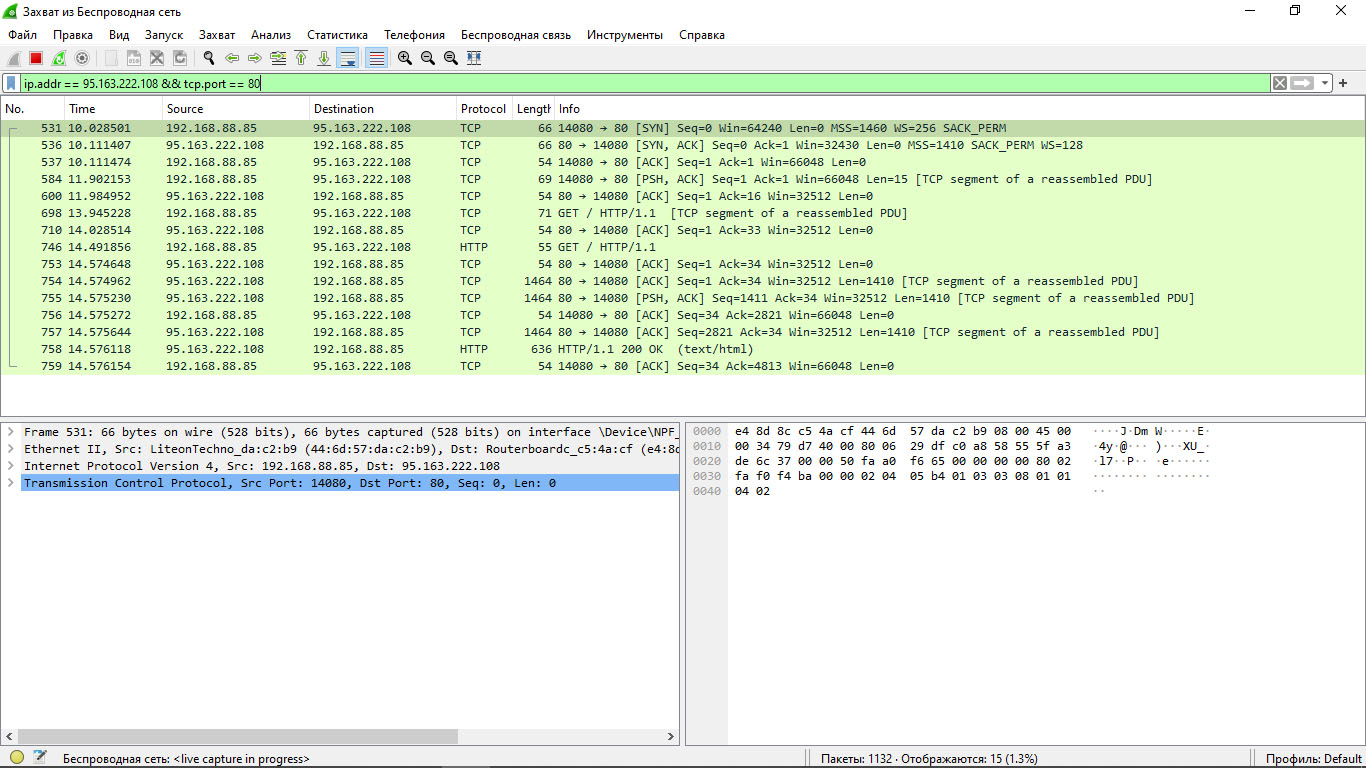 Захват из Беспроводная сеть
Файл Правка Вид Запуск Захват Анализ Статистика Телефония Беспроводная связь Инструменты Справка
ip.addr == 95.163.222.108 && tcp.port == 80
No. Time Source Destination Protocol Length Info
531 10.028501 192.168.88.85 95.163.222.108 TCP 66 14080 → 80 [SYN] Seq=0 Win=64240 Len=0 MSS=1460 WS=256 SACK_PERM
536 10.111407 95.163.222.108 192.168.88.85 TCP 66 80 → 14080 [SYN, ACK] Seq=0 Ack=1 Win=32430 Len=0 MSS=1410 SACK_PERM WS=128
537 10.111474 192.168.88.85 95.163.222.108 TCP 54 14080 → 80 [ACK] Seq=1 Ack=1 Win=66048 Len=0
584 11.902153 192.168.88.85 95.163.222.108 TCP 69 14080 → 80 [PSH, ACK] Seq=1 Ack=1 Win=66048 Len=15 [TCP segment of a reassembled PDU]
600 11.984952 95.163.222.108 192.168.88.85 TCP 54 80 → 14080 [ACK] Seq=1 Ack=16 Win=32512 Len=0
698 13.945228 192.168.88.85 95.163.222.108 TCP 71 GET / HTTP/1.1 [TCP segment of a reassembled PDU]
710 14.028514 95.163.222.108 192.168.88.85 TCP 54 80 → 14080 [ACK] Seq=1 Ack=33 Win=32512 Len=0
746 14.491856 192.168.88.85 95.163.222.108 HTTP 55 GET / HTTP/1.1
753 14.574648 95.163.222.108 192.168.88.85 TCP 54 80 → 14080 [ACK] Seq=1 Ack=34 Win=32512 Len=0
754 14.574962 95.163.222.108 192.168.88.85 TCP 1464 80 → 14080 [ACK] Seq=1 Ack=34 Win=32512 Len=1410 [TCP segment of a reassembled PDU]
755 14.575230 95.163.222.108 192.168.88.85 TCP 1464 80 → 14080 [PSH, ACK] Seq=1411 Ack=34 Win=32512 Len=1410 [TCP segment of a reassembled PDU]
756 14.575272 192.168.88.85 95.163.222.108 TCP 54 14080 → 80 [ACK] Seq=34 Ack=2821 Win=66048 Len=0
757 14.575644 95.163.222.108 192.168.88.85 TCP 1464 80 → 14080 [ACK] Seq=2821 Ack=34 Win=32512 Len=1410 [TCP segment of a reassembled PDU]
758 14.576118 95.163.222.108 192.168.88.85 HTTP 636 HTTP/1.1 200 OK (text/html)
759 14.576154 192.168.88.85 95.163.222.108 TCP 54 14080 → 80 [ACK] Seq=34 Ack=4813 Win=66048 Len=0
Frame 531: 66 bytes on wire (528 bits), 66 bytes captured (528 bits) on interface \Device\NPF_
Ethernet II, Src: LiteonTechno_da:c2:b9 (44:6d:57:da:c2:b9), Dst: Routerboardc_c5:4a:cf (e4:8d
Internet Protocol Version 4, Src: 192.168.88.85, Dst: 95.163.222.108
Transmission Control Protocol, Src Port: 14080, Dst Port: 80, Seq: 0, Len: 0
0000 e4 8d 8c c5 4a cf 44 6d 57 da c2 b9 08 00 45 00 ····J·Dm W·····E·
0010 00 34 79 d7 40 00 80 06 29 df c0 a8 58 55 5f a3 ·4y·@··· )···XU_·
0020 de 6c 37 00 00 50 fa a0 f6 65 00 00 00 00 80 02 ·l7··P·· ·e······
0030 fa f0 f4 ba 00 00 02 04 05 b4 01 03 03 08 01 01 ········ ········
0040 04 02 ··
Беспроводная сеть: <live capture in progress>
Пакеты: 1132 · Отображаются: 15 (1.3%)
Профиль: Default